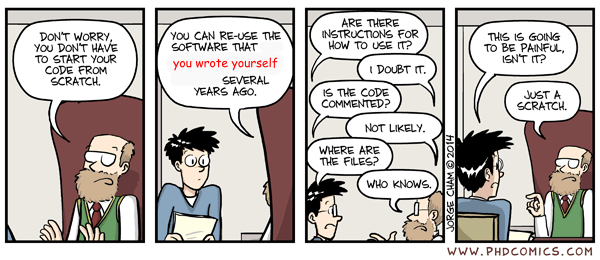 DON'T WORRY,
YOU DON'T HAVE
TO START YOUR
CODE FROM
SCRATCH.
YOU CAN RE-USE THE
SOFTWARE THAT
you wrote yourself
SEVERAL
YEARS AGO.
ARE THERE
INSTRUCTIONS FOR
HOW TO USE IT?
I DOUBT IT.
IS THE CODE
COMMENTED?
NOT LIKELY.
WHERE ARE
THE FILES?
WHO KNOWS.
JORGE CHAM © 2014
THIS IS GOING
TO BE PAINFUL,
ISN'T IT?
JUST A
SCRATCH.
WWW.PHDCOMICS.COM